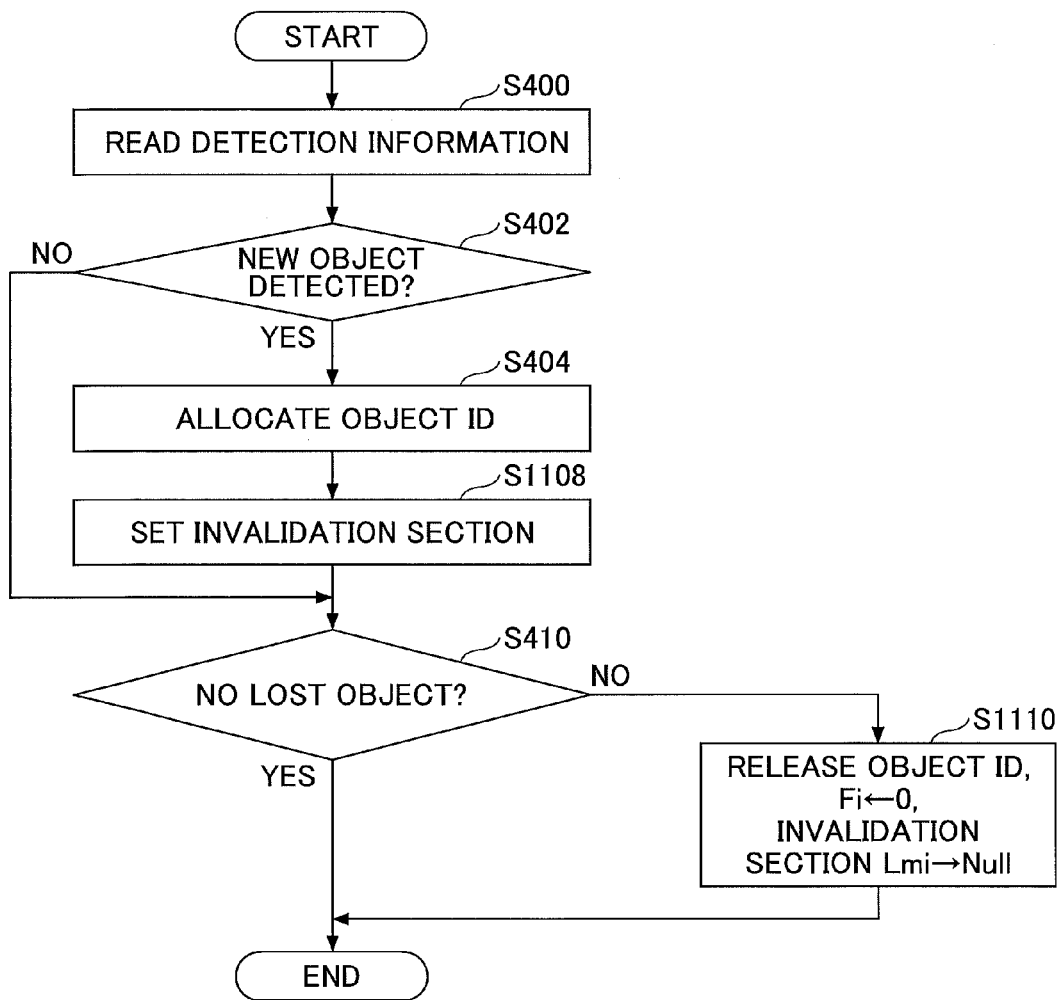 START
S400
READ DETECTION INFORMATION
S402
NO
NEW OBJECT
DETECTED?
YES
S404
ALLOCATE OBJECT ID
S1108
SET INVALIDATION SECTION
S410
NO LOST OBJECT?
NO
YES
S1110
RELEASE OBJECT ID,
Fi←0,
INVALIDATION
SECTION Lmi→Null
END